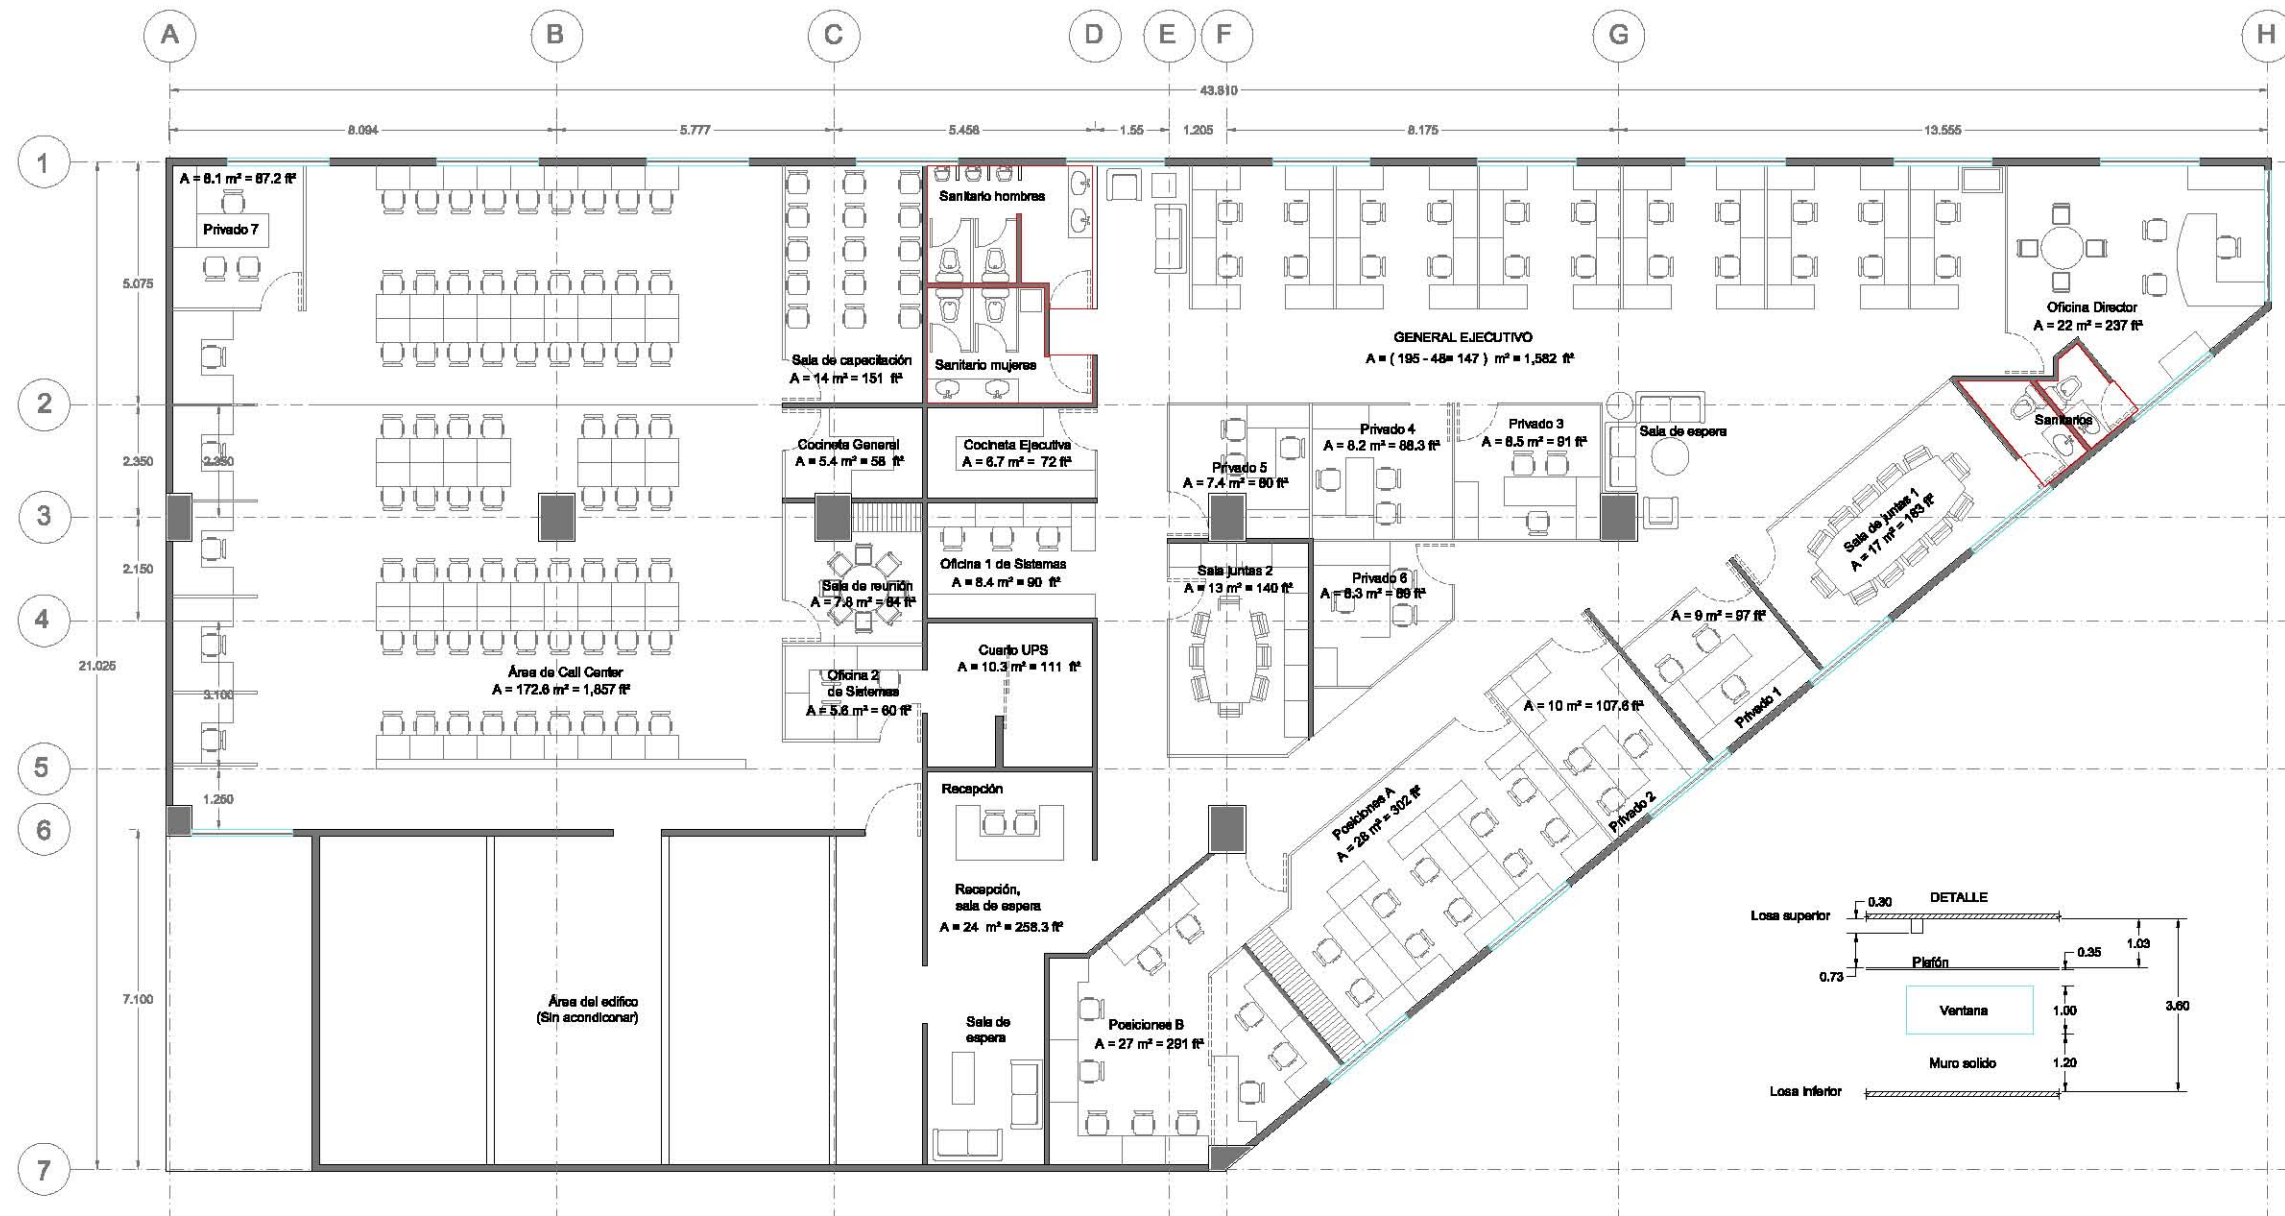 A B C D E F G H
43.810
8.094 5.777 5.456 1.55 1.205 8.175 13.555
1
2
3
4
5
6
7
21.025
5.075
2.350
2.150
2.350
3.100
1.250
7.100
A = 8.1 m² = 87.2 ft²
Privado 7
Área de Call Center
A = 172.6 m² = 1,857 ft²
Sala de capacitación
A = 14 m² = 151 ft²
Sanitario hombres
Sanitario mujeres
Cocineta General
A = 5.4 m² = 58 ft²
Cocineta Ejecutiva
A = 6.7 m² = 72 ft²
Sala de reunión
A = 7.8 m² = 84 ft²
Oficina 1 de Sistemas
A = 8.4 m² = 90 ft²
Cuarto UPS
A = 10.3 m² = 111 ft²
Oficina 2
de Sistemas
A = 5.6 m² = 60 ft²
Recepción
Recepción,
sala de espera
A = 24 m² = 258.3 ft²
Sala de
espera
Área del edifico
(Sin acondiconar)
GENERAL EJECUTIVO
A = ( 195 - 48= 147 ) m² = 1,582 ft²
Oficina Director
A = 22 m² = 237 ft²
Sanitarios
Privado 5
A = 7.4 m² = 80 ft²
Privado 4
A = 8.2 m² = 88.3 ft²
Privado 3
A = 8.5 m² = 91 ft²
Sala de espera
Sala juntas 2
A = 13 m² = 140 ft²
Privado 6
A = 8.3 m² = 89 ft²
Sala de juntas 1
A = 17 m² = 183 ft²
A = 9 m² = 97 ft²
Privado 1
A = 10 m² = 107.6 ft²
Privado 2
Posiciones A
A = 28 m² = 302 ft²
Posiciones B
A = 27 m² = 291 ft²
DETALLE
0.30
Losa superior
1.03
0.35
Plafón
0.73
Ventana
1.00
3.60
Muro solido
1.20
Losa inferior